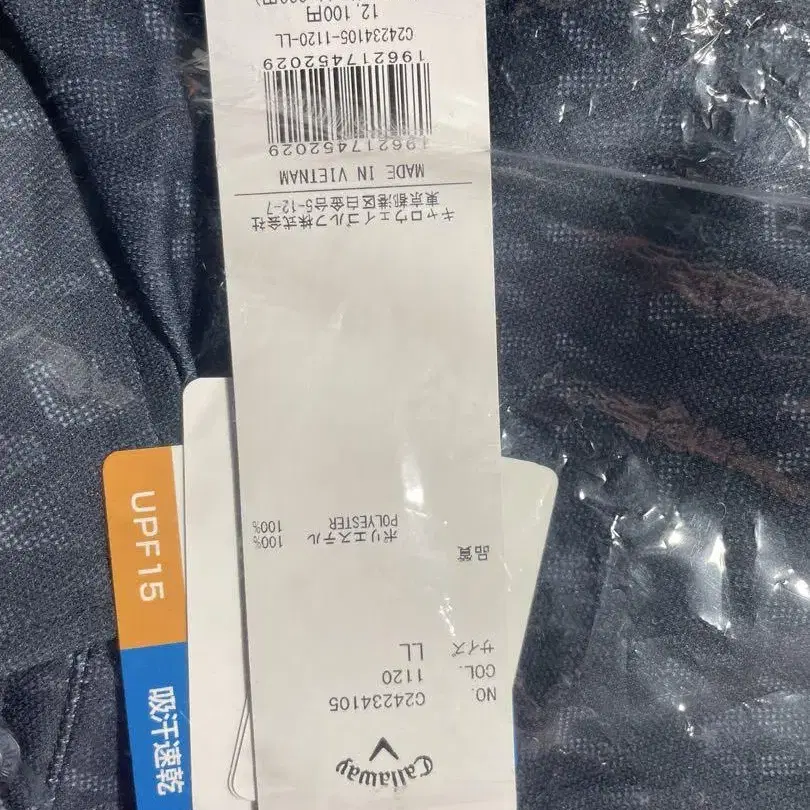 Callaway
NO. C24234105
COL. 1120
サイズ LL
品質
ポリエステル 100%
POLYESTER 100%
キャロウェイゴルフ株式会社
東京都港区白金台5-12-7
MADE IN VIETNAM
196217452029
196217452029
C24234105-1120-LL
12,100円
UPF15
吸汗速乾